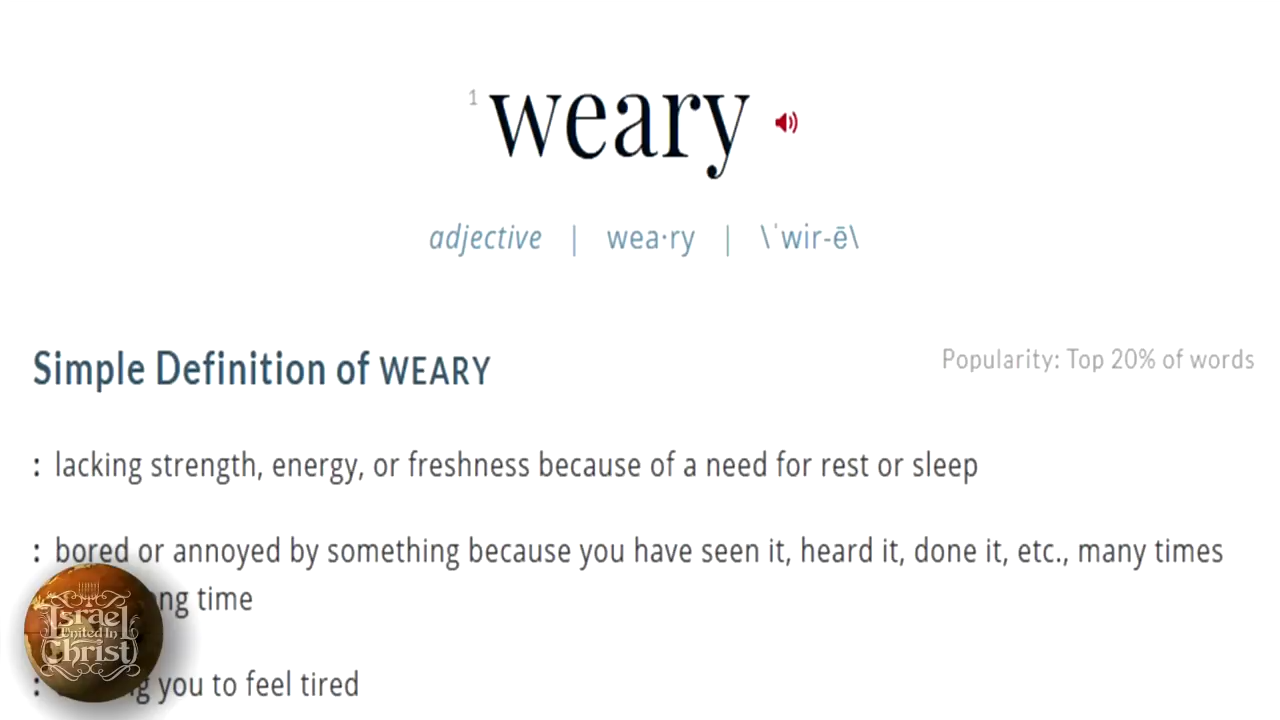 1 weary
adjective | wea·ry | \ˈwir-ē\
Simple Definition of WEARY
Popularity: Top 20% of words
: lacking strength, energy, or freshness because of a need for rest or sleep
: bored or annoyed by something because you have seen it, heard it, done it, etc., many times
time
: you to feel tired
Israel
United In
Christ